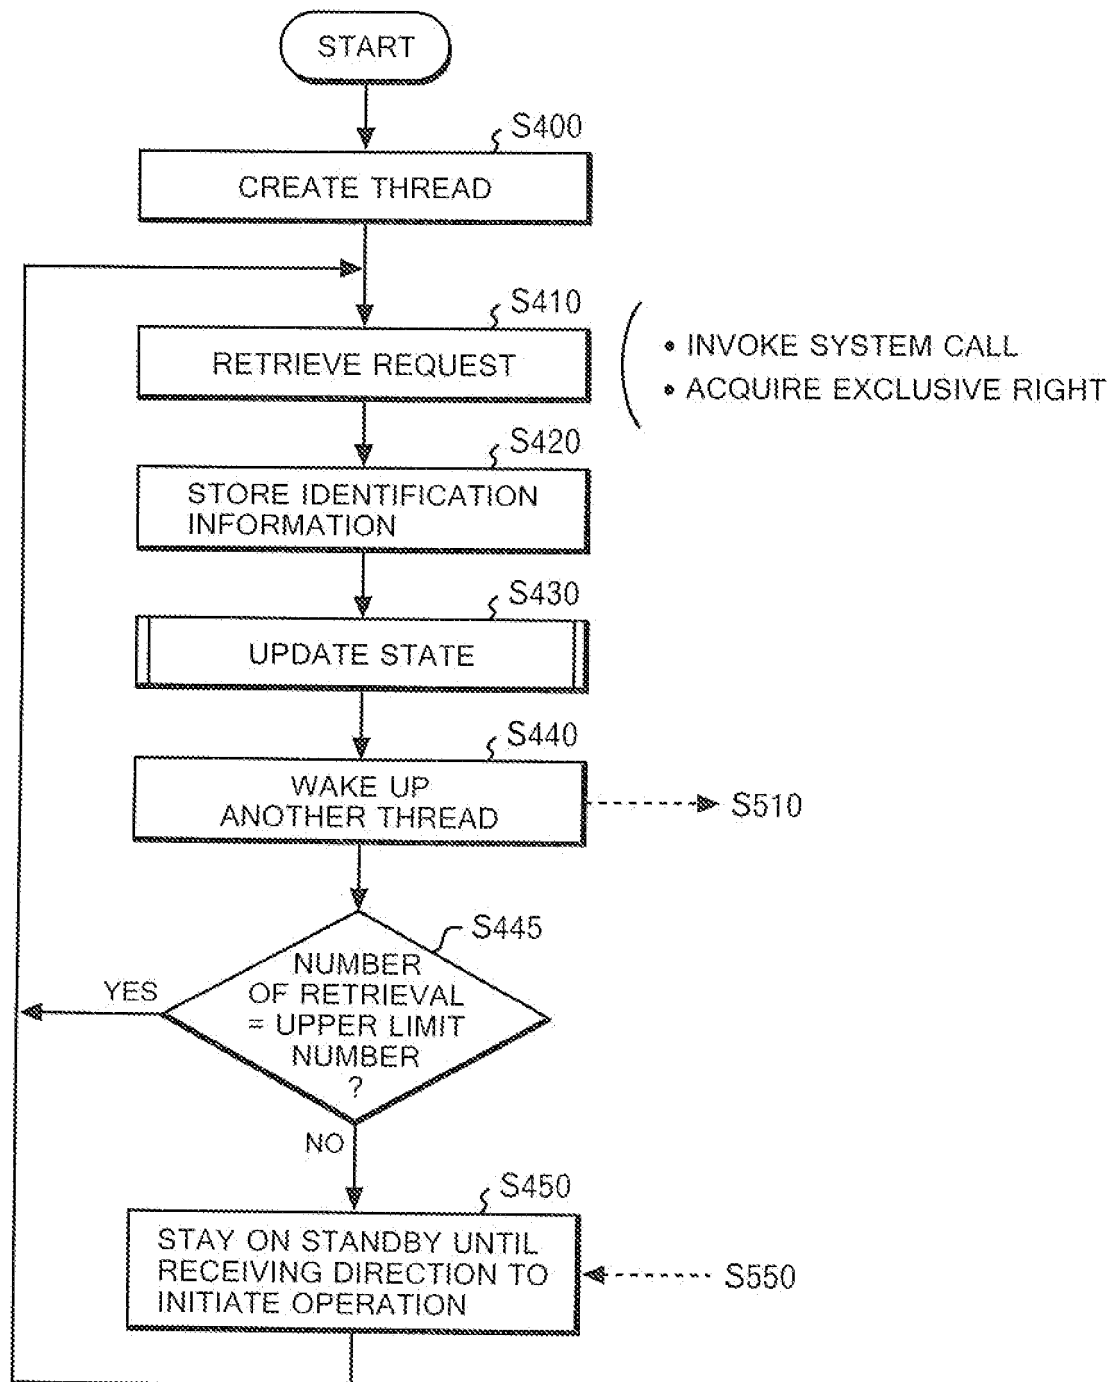 START
S400
CREATE THREAD
S410
RETRIEVE REQUEST
• INVOKE SYSTEM CALL
• ACQUIRE EXCLUSIVE RIGHT
S420
STORE IDENTIFICATION
INFORMATION
S430
UPDATE STATE
S440
WAKE UP
ANOTHER THREAD
S510
S445
NUMBER
OF RETRIEVAL
= UPPER LIMIT
NUMBER
?
YES
NO
S450
STAY ON STANDBY UNTIL
RECEIVING DIRECTION TO
INITIATE OPERATION
S550